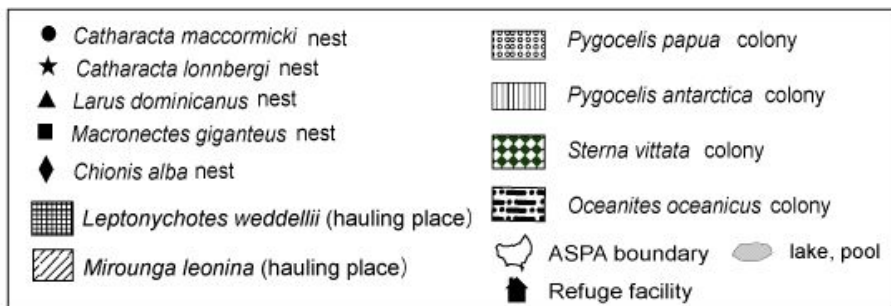 Catharacta maccormicki nest
Catharacta lonnbergi nest
Larus dominicanus nest
Macronectes giganteus nest
Chionis alba nest
Leptonychotes weddellii (hauling place)
Mirounga leonina (hauling place)
Pygocelis papua colony
Pygocelis antarctica colony
Sterna vittata colony
Oceanites oceanicus colony
ASPA boundary lake, pool
Refuge facility